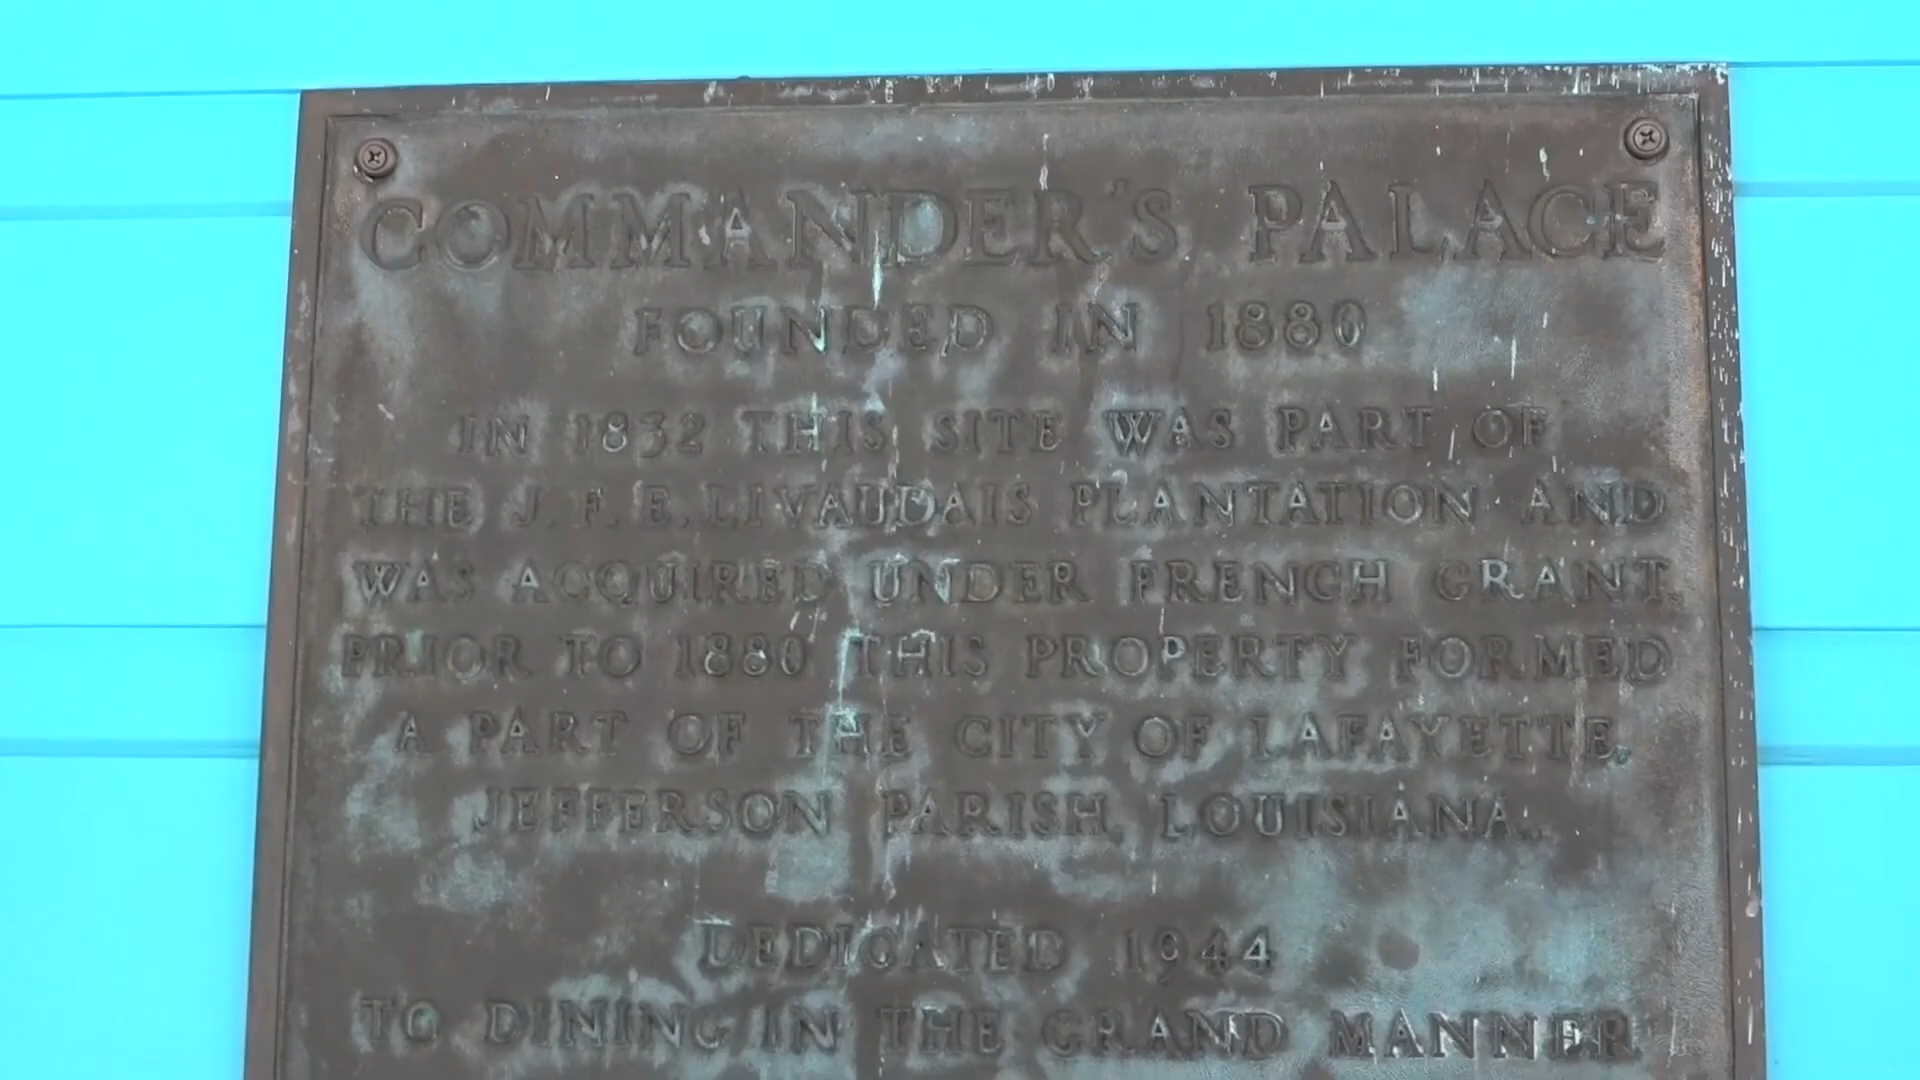 COMMANDER'S PALACE
FOUNDED IN 1880
IN 1832 THIS SITE WAS PART OF
THE J. F. E. LIVAUDAIS PLANTATION AND
WAS ACQUIRED UNDER FRENCH GRANT.
PRIOR TO 1880 THIS PROPERTY FORMED
A PART OF THE CITY OF LAFAYETTE,
JEFFERSON PARISH, LOUISIANA.
DEDICATED 1944
TO DINING IN THE GRAND MANNER